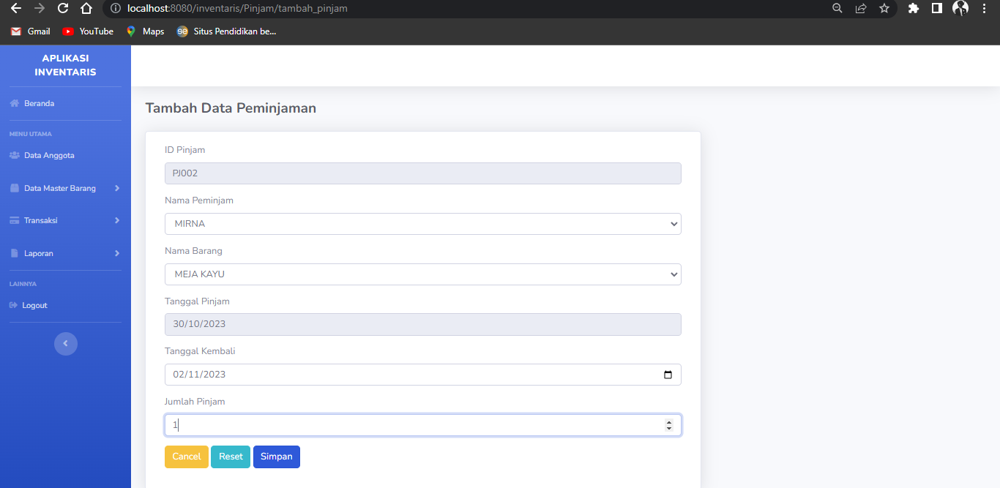 localhost:8080/inventaris/Pinjam/tambah_pinjam
Gmail
YouTube
Maps
Situs Pendidikan be...
APLIKASI
INVENTARIS
Beranda
MENU UTAMA
Data Anggota
Data Master Barang
Transaksi
Laporan
LAINNYA
Logout
Tambah Data Peminjaman
ID Pinjam
PJ002
Nama Peminjam
MIRNA
Nama Barang
MEJA KAYU
Tanggal Pinjam
30/10/2023
Tanggal Kembali
02/11/2023
Jumlah Pinjam
1
Cancel Reset Simpan